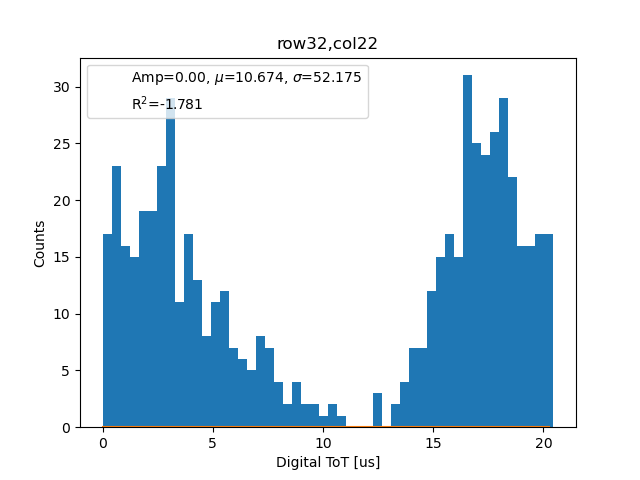 row32,col22
Amp=0.00, μ=10.674, σ=52.175
R²=-1.781
30
25
20
15
10
5
0
Counts
0 5 10 15 20
Digital ToT [us]